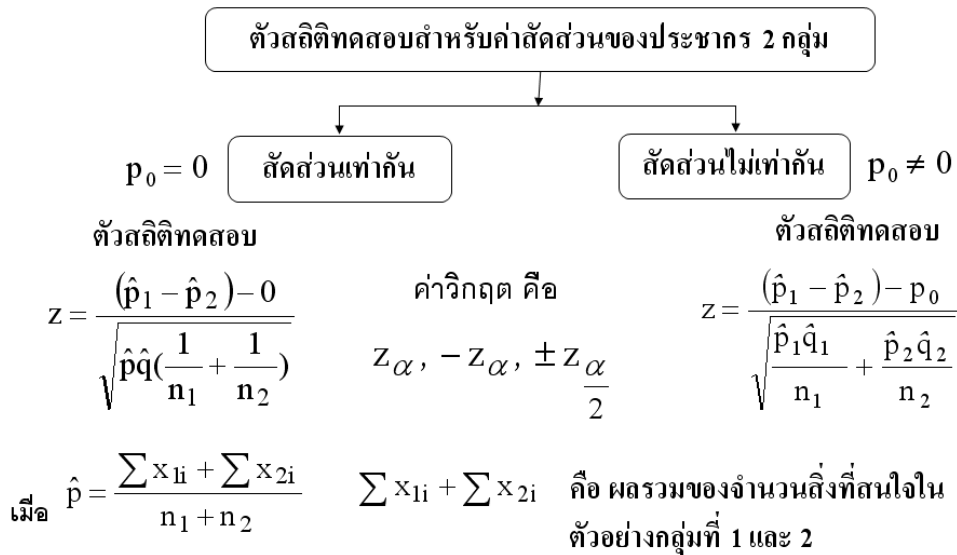 ตัวสถิติทดสอบสำหรับค่าสัดส่วนของประชากร 2 กลุ่ม
p₀ = 0
สัดส่วนเท่ากัน
สัดส่วนไม่เท่ากัน
p₀ ≠ 0
ตัวสถิติทดสอบ
ตัวสถิติทดสอบ
z = ((p̂₁ − p̂₂) − 0) / √(p̂q̂(1/n₁ + 1/n₂))
ค่าวิกฤต คือ
z_α , − z_α , ± z_(α/2)
z = ((p̂₁ − p̂₂) − p₀) / √(p̂₁q̂₁/n₁ + p̂₂q̂₂/n₂)
เมื่อ p̂ = (∑x₁ᵢ + ∑x₂ᵢ) / (n₁ + n₂)
∑x₁ᵢ + ∑x₂ᵢ คือ ผลรวมของจำนวนสิ่งที่สนใจใน
ตัวอย่างกลุ่มที่ 1 และ 2